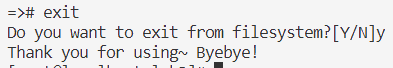 =># exit
Do you want to exit from filesystem?[Y/N]y
Thank you for using~ Byebye!